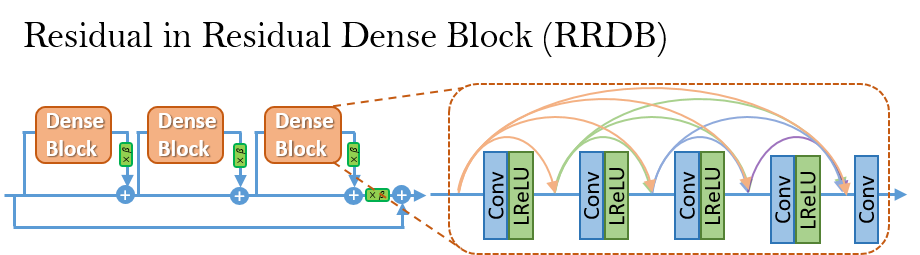 Residual in Residual Dense Block (RRDB)
Dense
Block
× β
Dense
Block
× β
Dense
Block
× β
× β
+
+
+
+
Conv
LReLU
Conv
LReLU
Conv
LReLU
Conv
LReLU
Conv